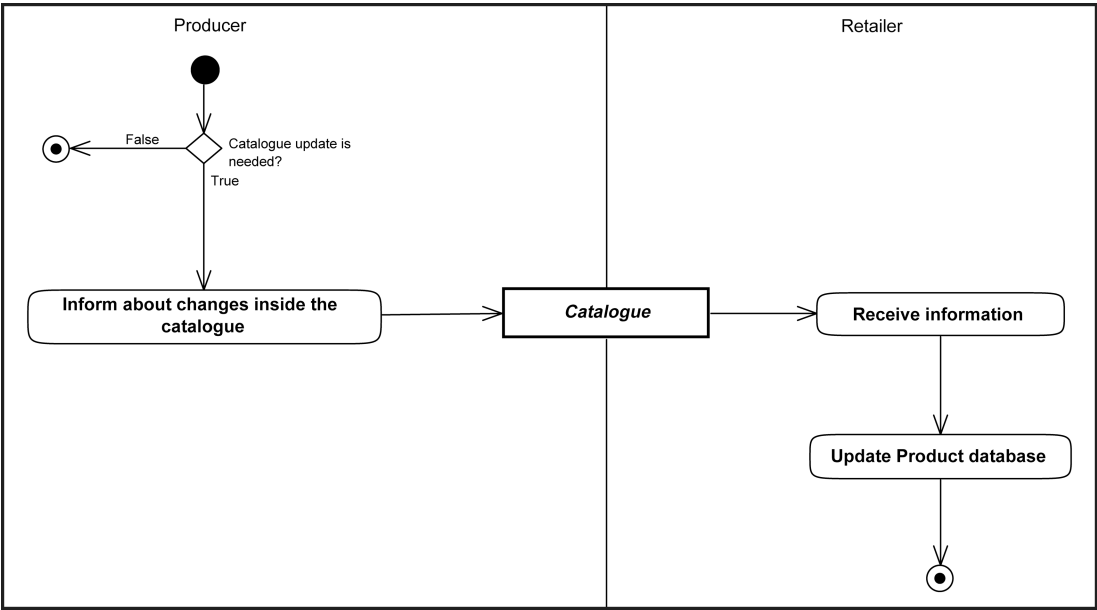 Producer
Retailer
False
Catalogue update is
needed?
True
Inform about changes inside the
catalogue
Catalogue
Receive information
Update Product database